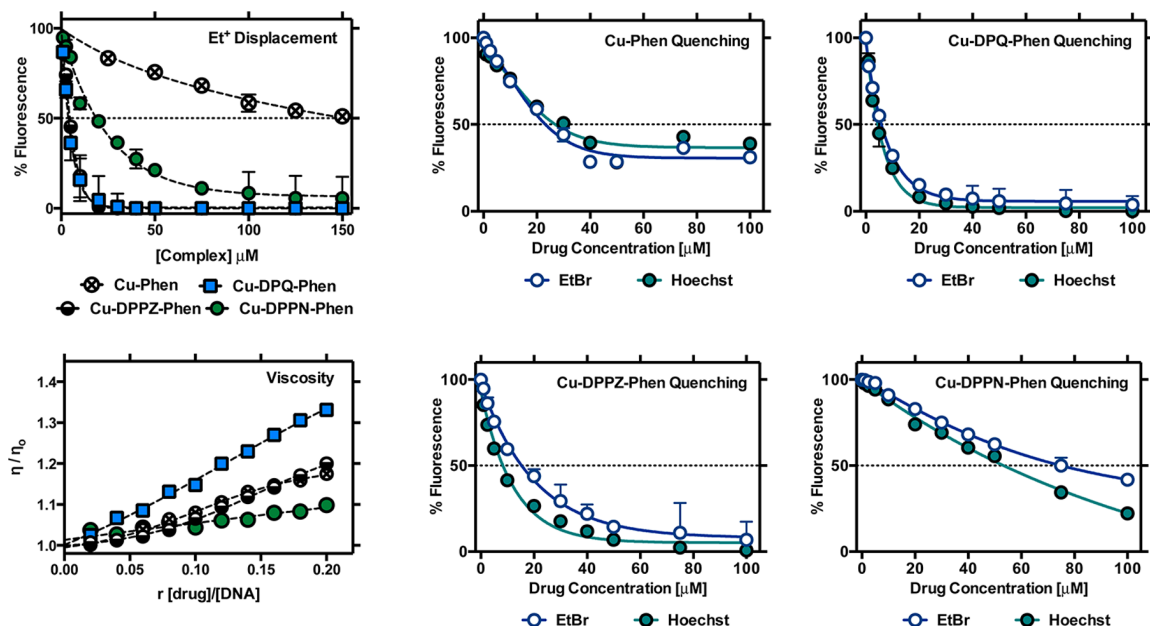 Et⁺ Displacement
% Fluorescence
100
50
0
0 50 100 150
[Complex] μM
Cu-Phen Cu-DPQ-Phen
Cu-DPPZ-Phen Cu-DPPN-Phen
Cu-Phen Quenching
% Fluorescence
100
50
0
0 20 40 60 80 100
Drug Concentration [μM]
EtBr Hoechst
Cu-DPQ-Phen Quenching
% Fluorescence
100
50
0
0 20 40 60 80 100
Drug Concentration [μM]
EtBr Hoechst
Viscosity
η / ηo
1.4
1.3
1.2
1.1
1.0
0.00 0.05 0.10 0.15 0.20
r [drug]/[DNA]
Cu-DPPZ-Phen Quenching
% Fluorescence
100
50
0
0 20 40 60 80 100
Drug Concentration [μM]
EtBr Hoechst
Cu-DPPN-Phen Quenching
% Fluorescence
100
50
0
0 20 40 60 80 100
Drug Concentration [μM]
EtBr Hoechst